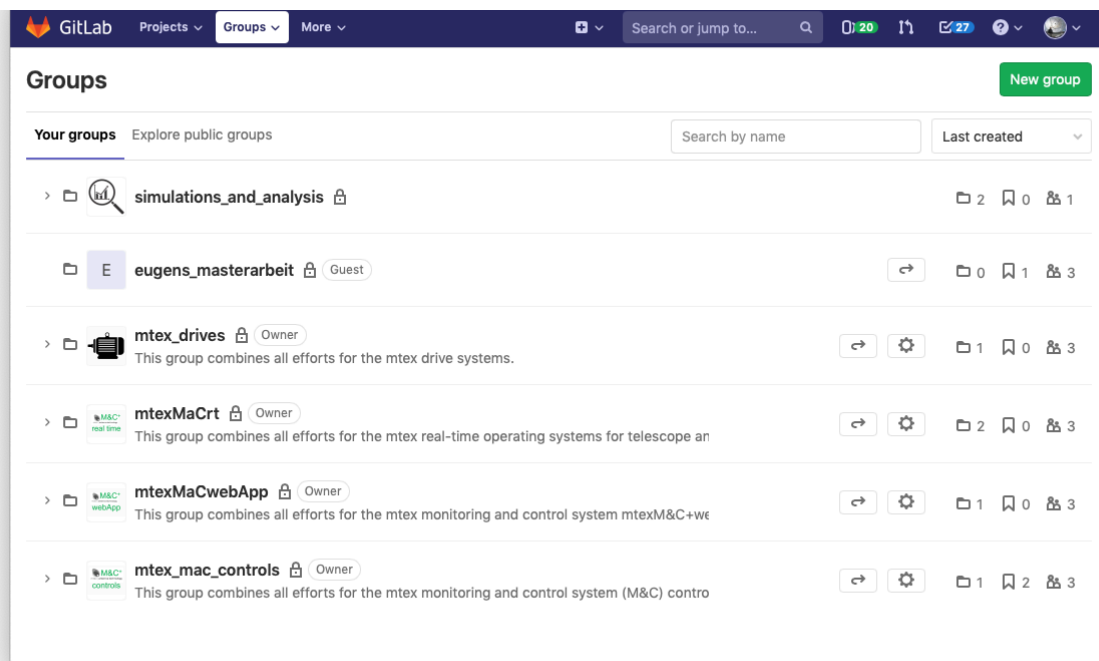 GitLab Projects Groups More Search or jump to... 20 27
Groups
New group
Your groups Explore public groups Search by name Last created
simulations_and_analysis 2 0 1
E eugens_masterarbeit Guest 0 1 3
mtex_drives Owner
This group combines all efforts for the mtex drive systems. 1 0 3
M&C+
real time
mtexMaCrt Owner
This group combines all efforts for the mtex real-time operating systems for telescope an 2 0 3
M&C+
webApp
mtexMaCwebApp Owner
This group combines all efforts for the mtex monitoring and control system mtexM&C+we 1 0 3
M&C+
controls
mtex_mac_controls Owner
This group combines all efforts for the mtex monitoring and control system (M&C) contro 1 2 3